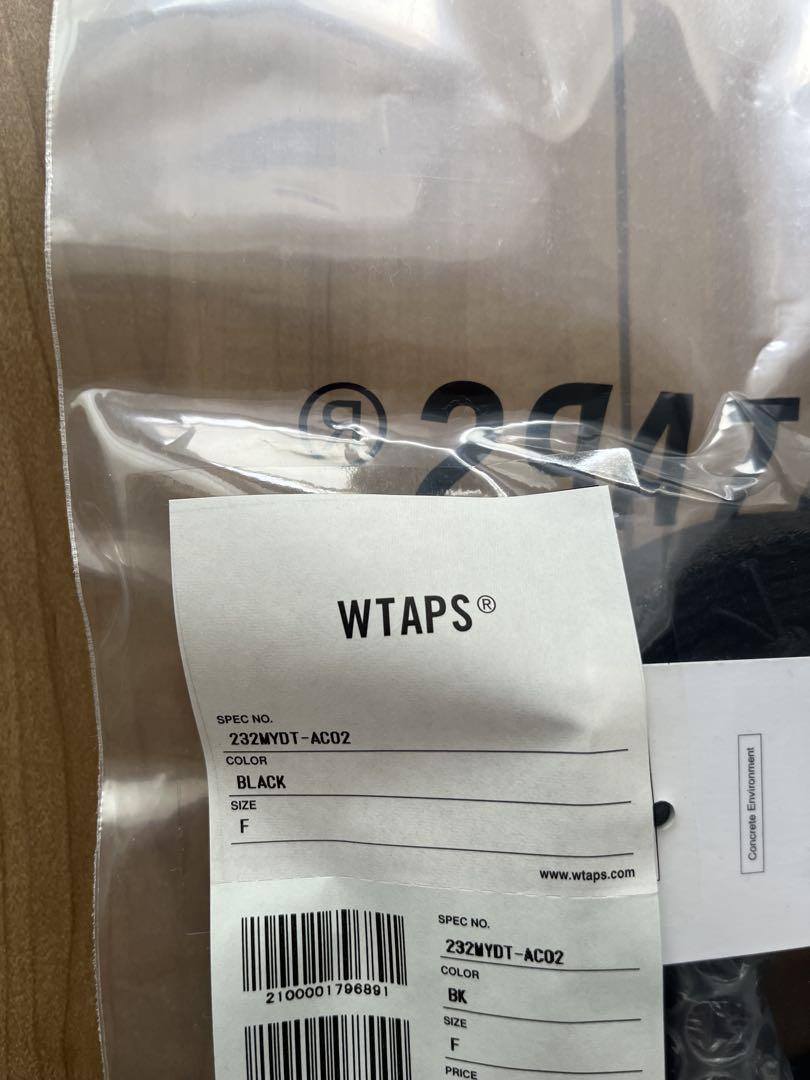 TAPS®
WTAPS®
SPEC NO.
232MYDT-AC02
COLOR
BLACK
SIZE
F
www.wtaps.com
Concrete Environment
2100001796891
SPEC NO.
232MYDT-AC02
COLOR
BK
SIZE
F
PRICE